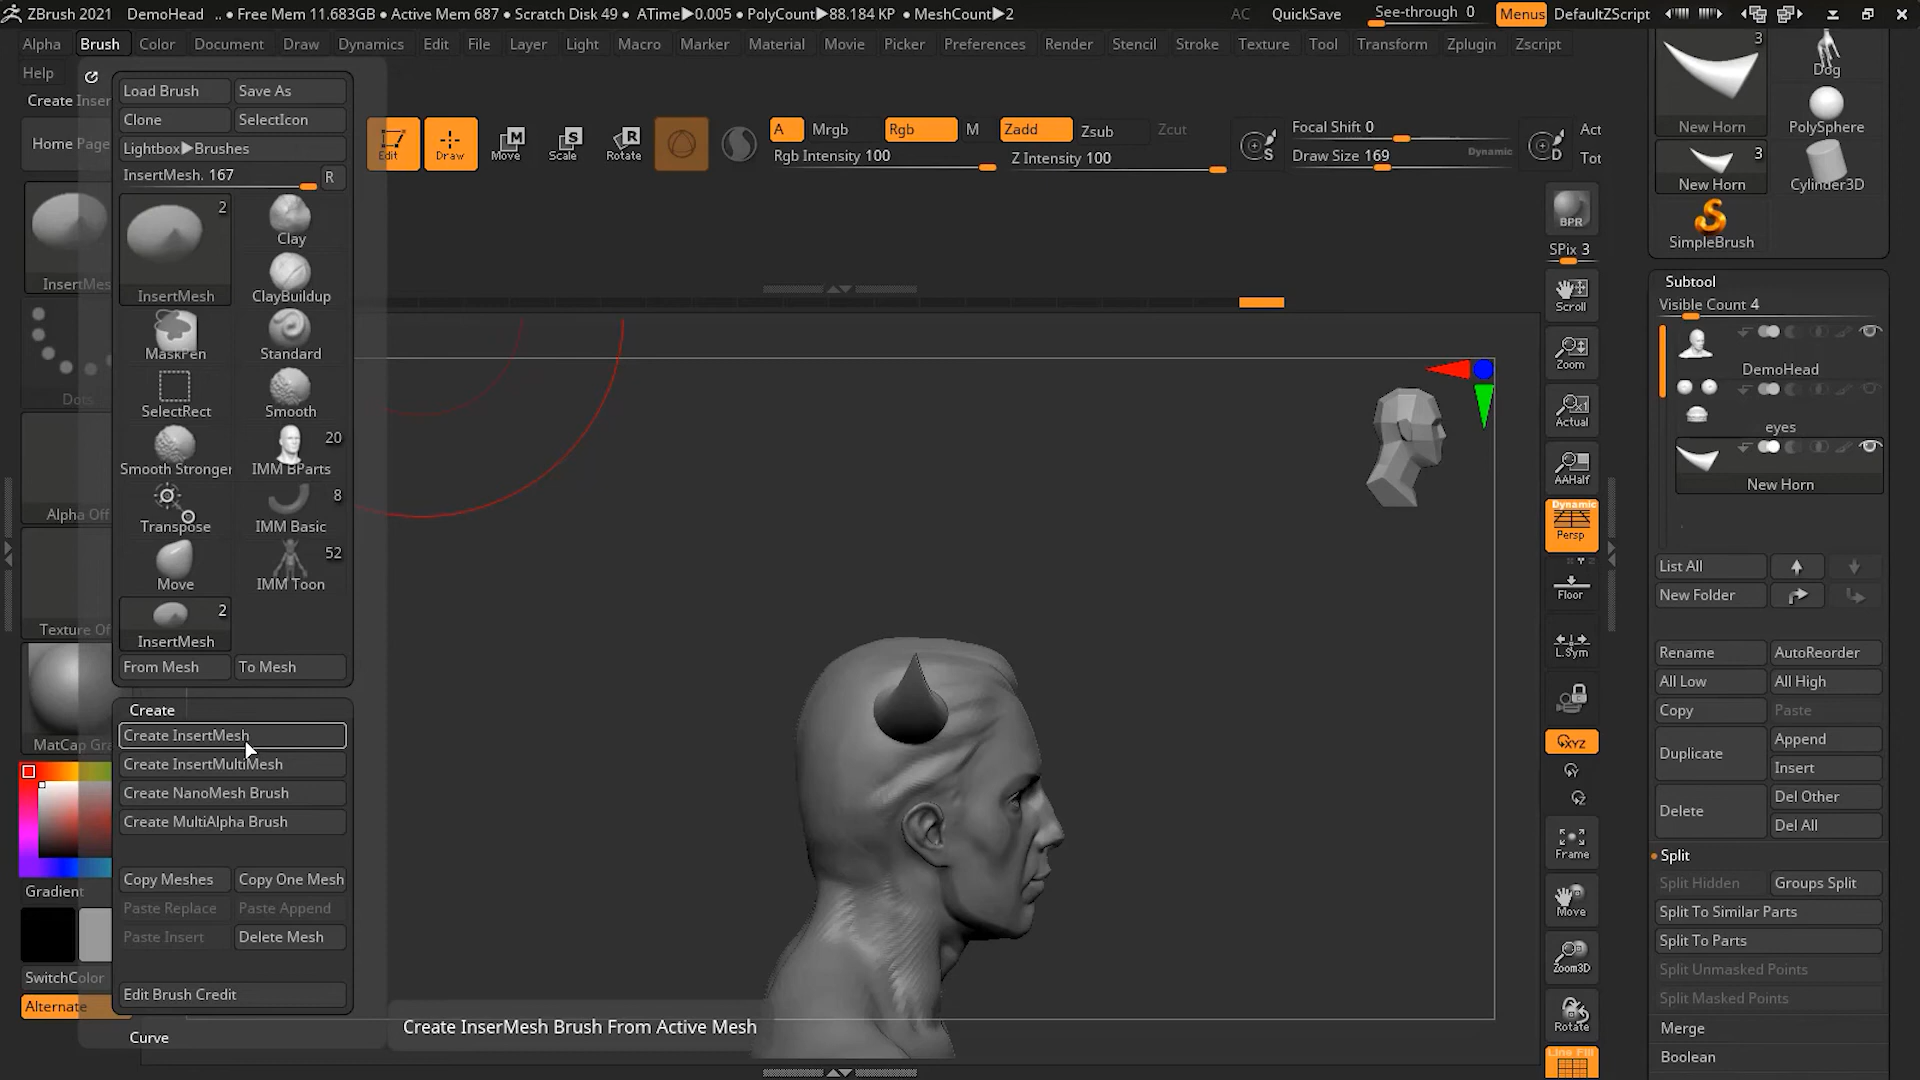 ZBrush 2021 DemoHead .. • Free Mem 11.683GB • Active Mem 687 • Scratch Disk 49 • ATime▶0.005 • PolyCount▶88.184 KP • MeshCount▶2 AC QuickSave See-through 0 Menus DefaultZScript
Alpha Brush Color Document Draw Dynamics Edit File Layer Light Macro Marker Material Movie Picker Preferences Render Stencil Stroke Texture Tool Transform Zplugin Zscript
Help
Create Inser
Home Page
InsertMes
Dots
Alpha Off
Texture Of
MatCap Gra
Gradient
SwitchColor
Alternate
Load Brush Save As
Clone SelectIcon
Lightbox▶Brushes
InsertMesh. 167 R
2
InsertMesh
Clay
ClayBuildup
MaskPen Standard
SelectRect Smooth
20
Smooth Stronger IMM BParts
8
Transpose IMM Basic
52
Move IMM Toon
2
InsertMesh
From Mesh To Mesh
Create
Create InsertMesh
Create InsertMultiMesh
Create NanoMesh Brush
Create MultiAlpha Brush
Copy Meshes Copy One Mesh
Paste Replace Paste Append
Paste Insert Delete Mesh
Edit Brush Credit
Curve
Edit Draw Move Scale Rotate
M S R
A Mrgb Rgb M Zadd Zsub Zcut
Rgb Intensity 100 Z Intensity 100
S
Focal Shift 0
Draw Size 169 Dynamic
D
Act
Tot
Create InserMesh Brush From Active Mesh
BPR
SPix 3
Scroll
Zoom
Actual
AAHalf
Dynamic
Persp
Floor
L.Sym
XYZ
Frame
Move
Zoom3D
Rotate
Line Fill
3
New Horn
Dog
PolySphere
3
New Horn
Cylinder3D
SimpleBrush
Subtool
Visible Count 4
DemoHead
eyes
New Horn
List All
New Folder
Rename AutoReorder
All Low All High
Copy Paste
Duplicate Append
Insert
Delete Del Other
Del All
Split
Split Hidden Groups Split
Split To Similar Parts
Split To Parts
Split Unmasked Points
Split Masked Points
Merge
Boolean